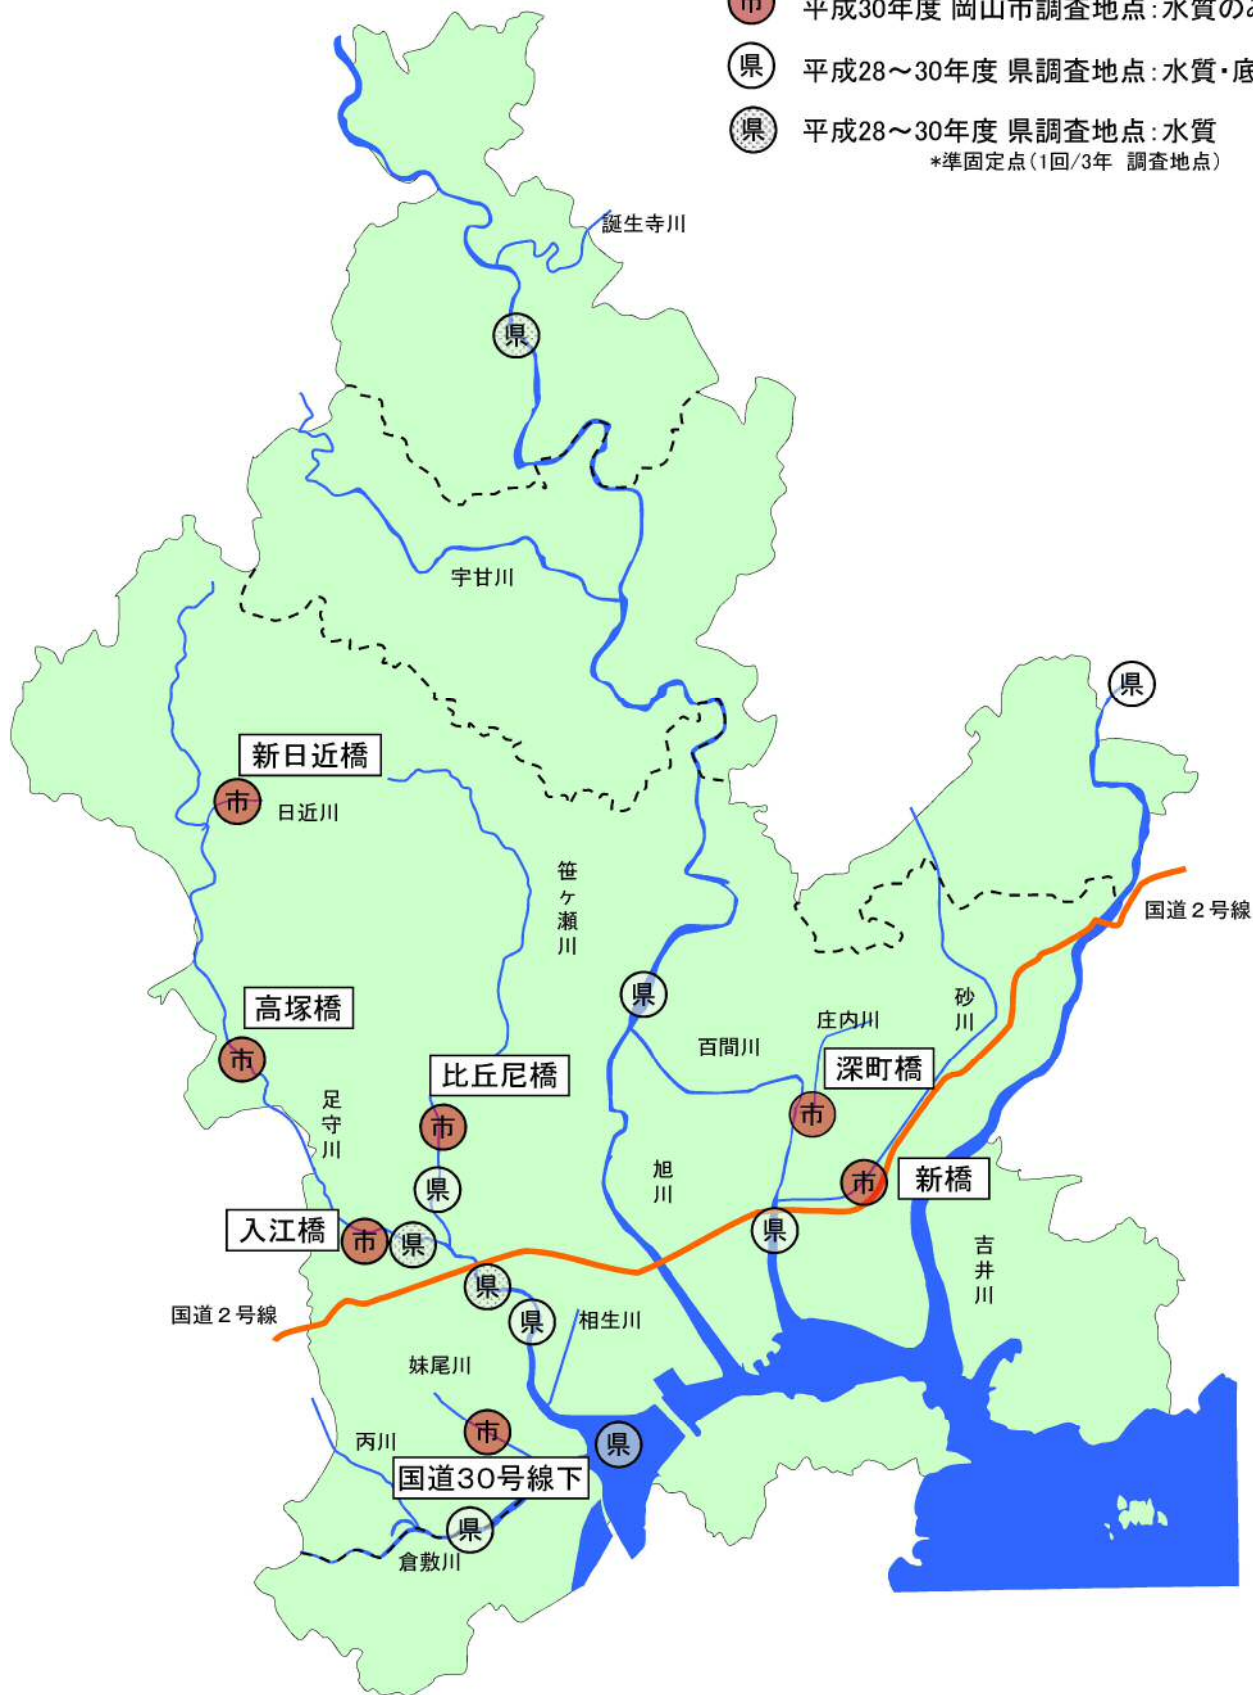 市 平成30年度 岡山市調査地点:水質のみ
県 平成28～30年度 県調査地点:水質・底
県 平成28～30年度 県調査地点:水質
*準固定点(1回/3年 調査地点)
誕生寺川
県
宇甘川
県
新日近橋
市
日近川
笹ヶ瀬川
国道２号線
県
高塚橋
市
砂川
庄内川
百間川
深町橋
比丘尼橋
市
市
足守川
旭川
市
新橋
県
入江橋
市
県
県
吉井川
県
国道２号線
県
相生川
妹尾川
市
丙川
県
国道30号線下
県
倉敷川